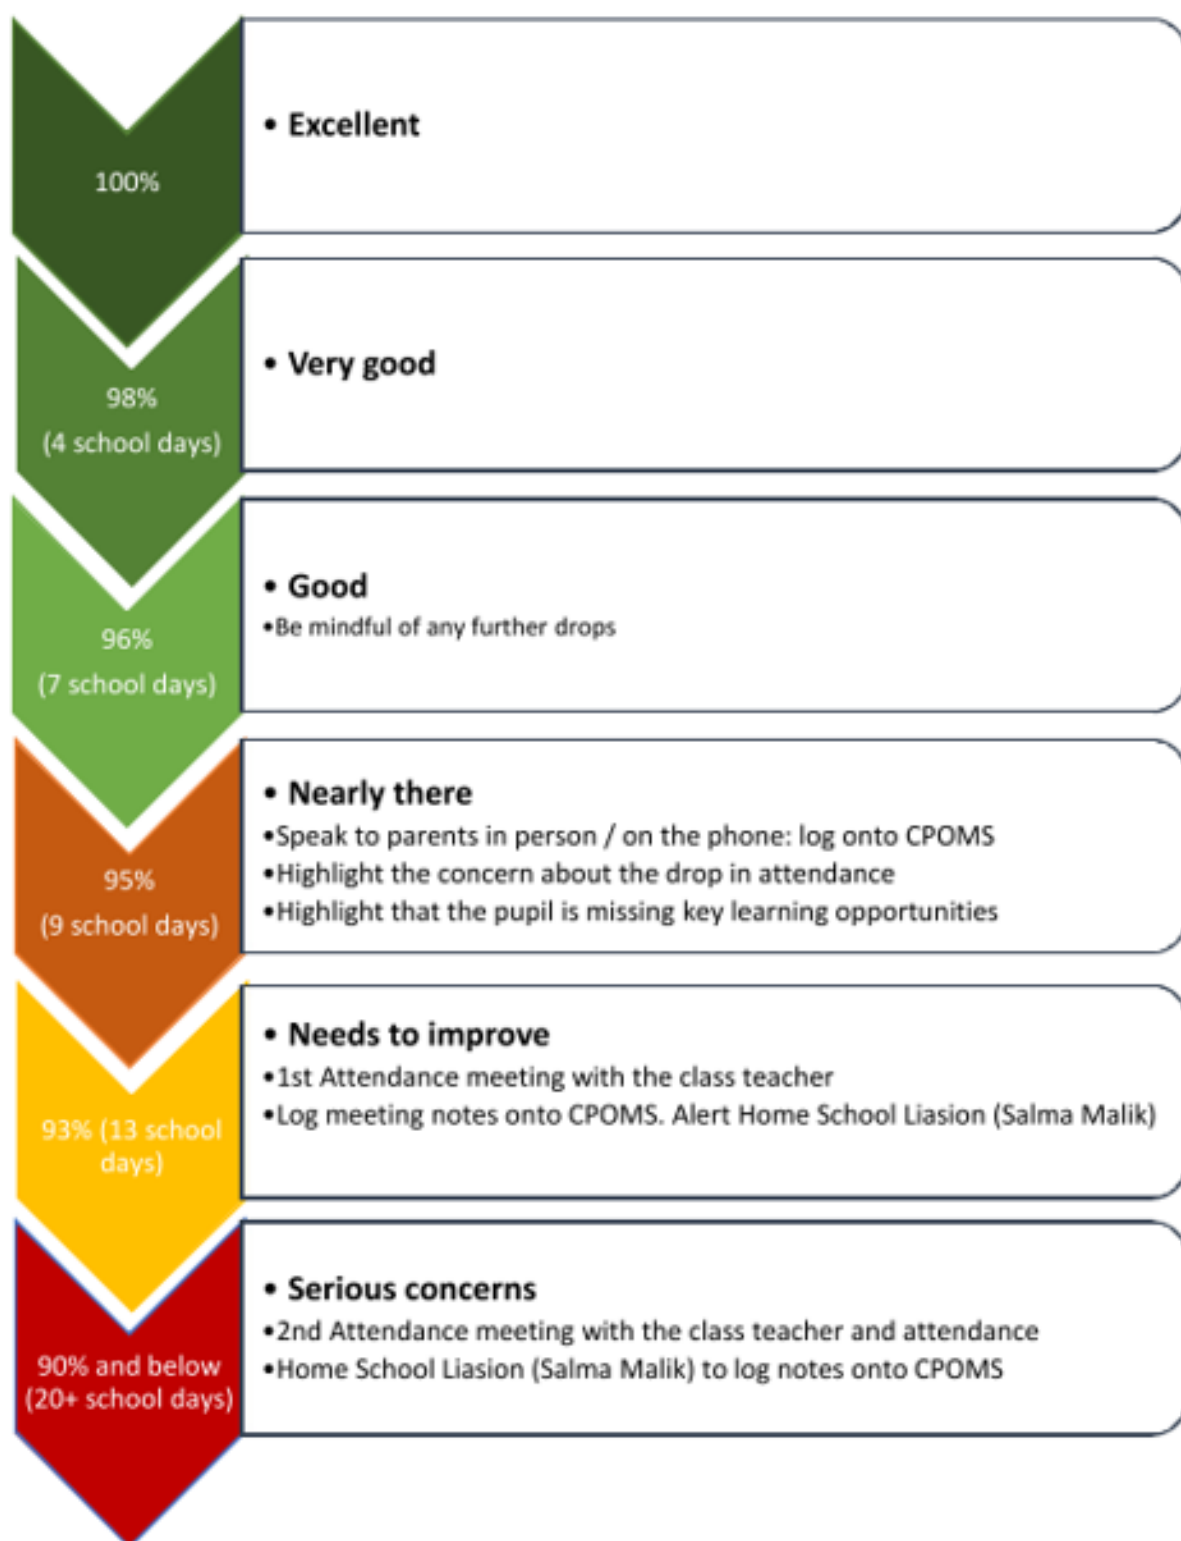 100%
• Excellent
98%
(4 school days)
• Very good
96%
(7 school days)
• Good
•Be mindful of any further drops
95%
(9 school days)
• Nearly there
•Speak to parents in person / on the phone: log onto CPOMS
•Highlight the concern about the drop in attendance
•Highlight that the pupil is missing key learning opportunities
93% (13 school
days)
• Needs to improve
•1st Attendance meeting with the class teacher
•Log meeting notes onto CPOMS. Alert Home School Liasion (Salma Malik)
90% and below
(20+ school days)
• Serious concerns
•2nd Attendance meeting with the class teacher and attendance
•Home School Liasion (Salma Malik) to log notes onto CPOMS